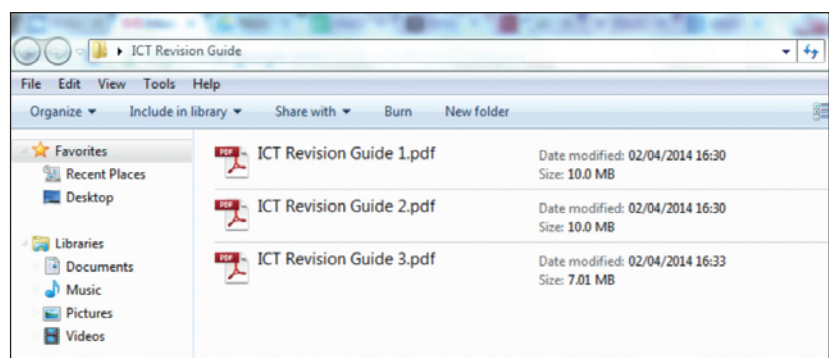 ICT Revision Guide
File Edit View Tools Help
Organize Include in library Share with Burn New folder
Favorites
Recent Places
Desktop
Libraries
Documents
Music
Pictures
Videos
PDF ICT Revision Guide 1.pdf Date modified: 02/04/2014 16:30
Size: 10.0 MB
PDF ICT Revision Guide 2.pdf Date modified: 02/04/2014 16:30
Size: 10.0 MB
PDF ICT Revision Guide 3.pdf Date modified: 02/04/2014 16:33
Size: 7.01 MB